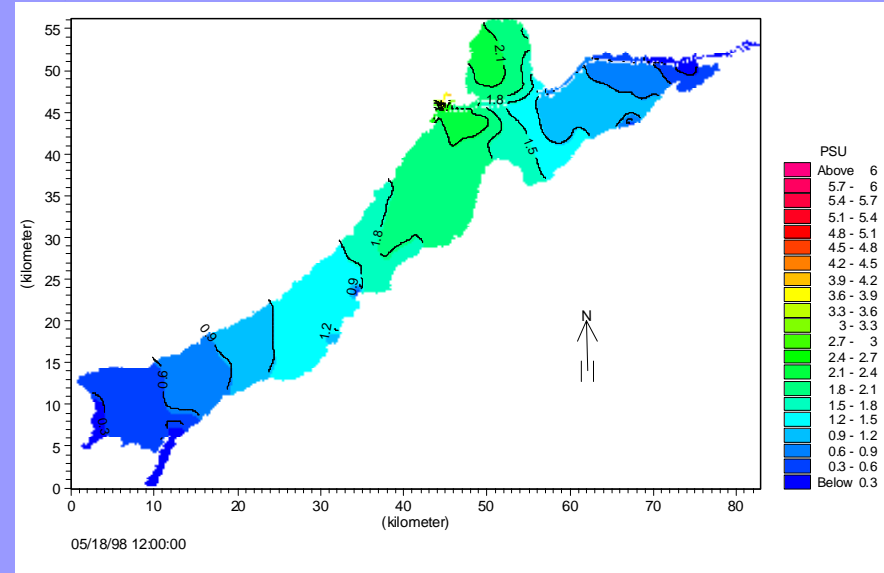 55
50
45
40
35
30
25
20
15
10
5
0
(kilometer)
0 10 20 30 40 50 60 70 80
(kilometer)
2.1
1.8
1.5
1.8
0.9
1.2
0.9
0.6
0.3
N
PSU
Above 6
5.7 - 6
5.4 - 5.7
5.1 - 5.4
4.8 - 5.1
4.5 - 4.8
4.2 - 4.5
3.9 - 4.2
3.6 - 3.9
3.3 - 3.6
3 - 3.3
2.7 - 3
2.4 - 2.7
2.1 - 2.4
1.8 - 2.1
1.5 - 1.8
1.2 - 1.5
0.9 - 1.2
0.6 - 0.9
0.3 - 0.6
Below 0.3
05/18/98 12:00:00